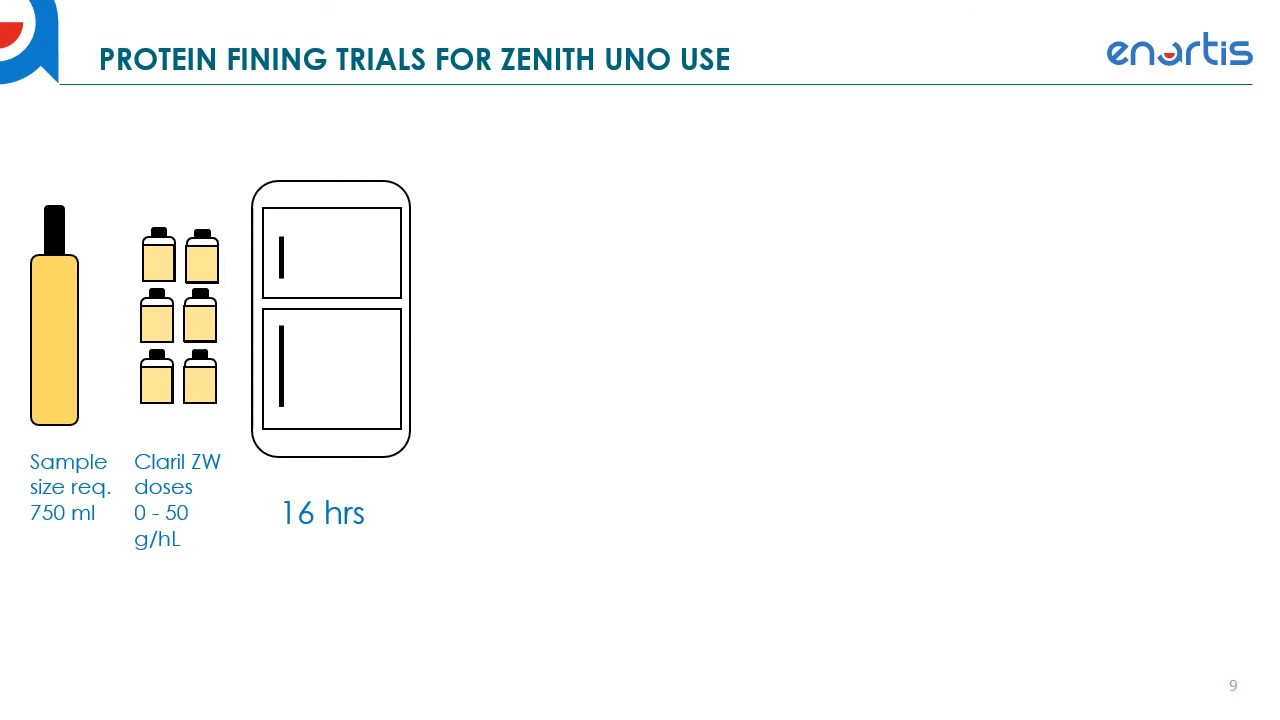 PROTEIN FINING TRIALS FOR ZENITH UNO USE
enartis
Sample
size req.
750 ml
Claril ZW
doses
0 - 50
g/hL
16 hrs
9